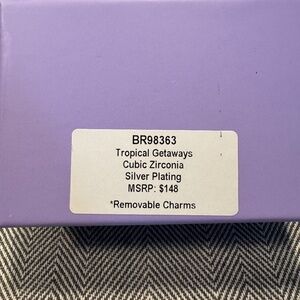 BR98363
Tropical Getaways
Cubic Zirconia
Silver Plating
MSRP: $148
*Removable Charms